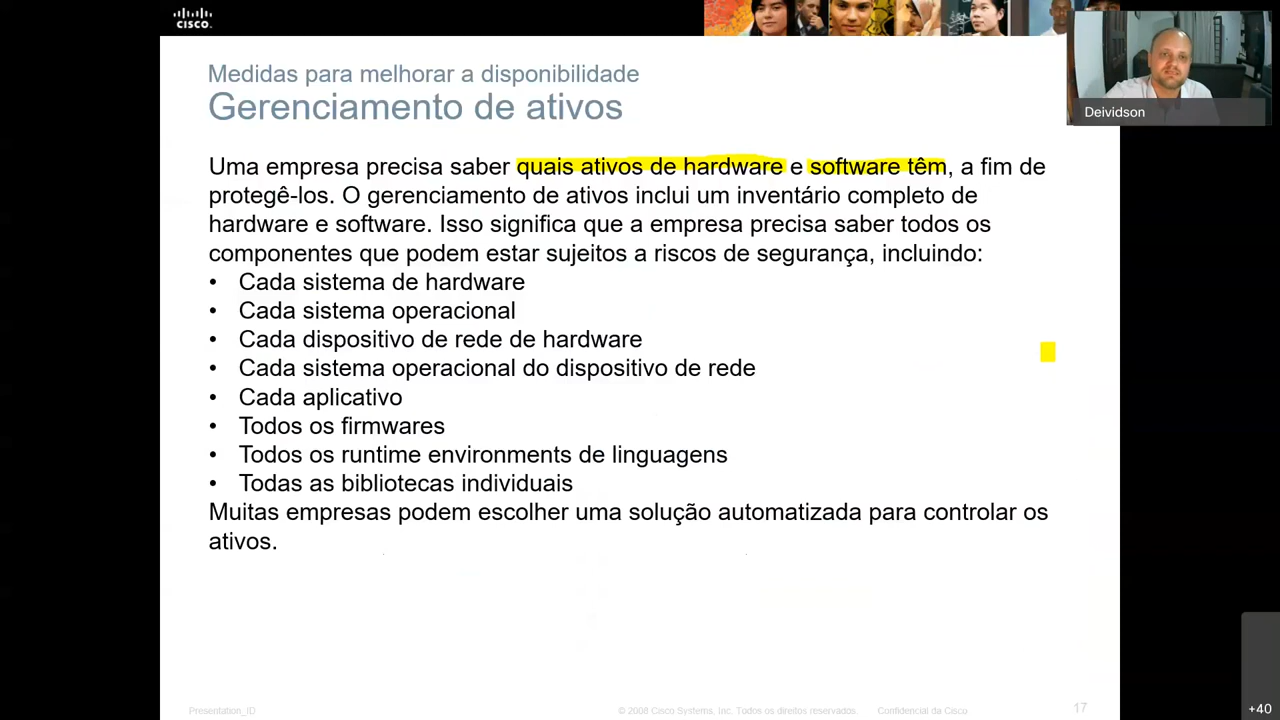 CISCO
Deividson
Medidas para melhorar a disponibilidade
Gerenciamento de ativos
Uma empresa precisa saber quais ativos de hardware e software têm, a fim de
protegê-los. O gerenciamento de ativos inclui um inventário completo de
hardware e software. Isso significa que a empresa precisa saber todos os
componentes que podem estar sujeitos a riscos de segurança, incluindo:
• Cada sistema de hardware
• Cada sistema operacional
• Cada dispositivo de rede de hardware
• Cada sistema operacional do dispositivo de rede
• Cada aplicativo
• Todos os firmwares
• Todos os runtime environments de linguagens
• Todas as bibliotecas individuais
Muitas empresas podem escolher uma solução automatizada para controlar os
ativos.
Presentation_ID
© 2008 Cisco Systems, Inc. Todos os direitos reservados.
Confidencial da Cisco
17
+40